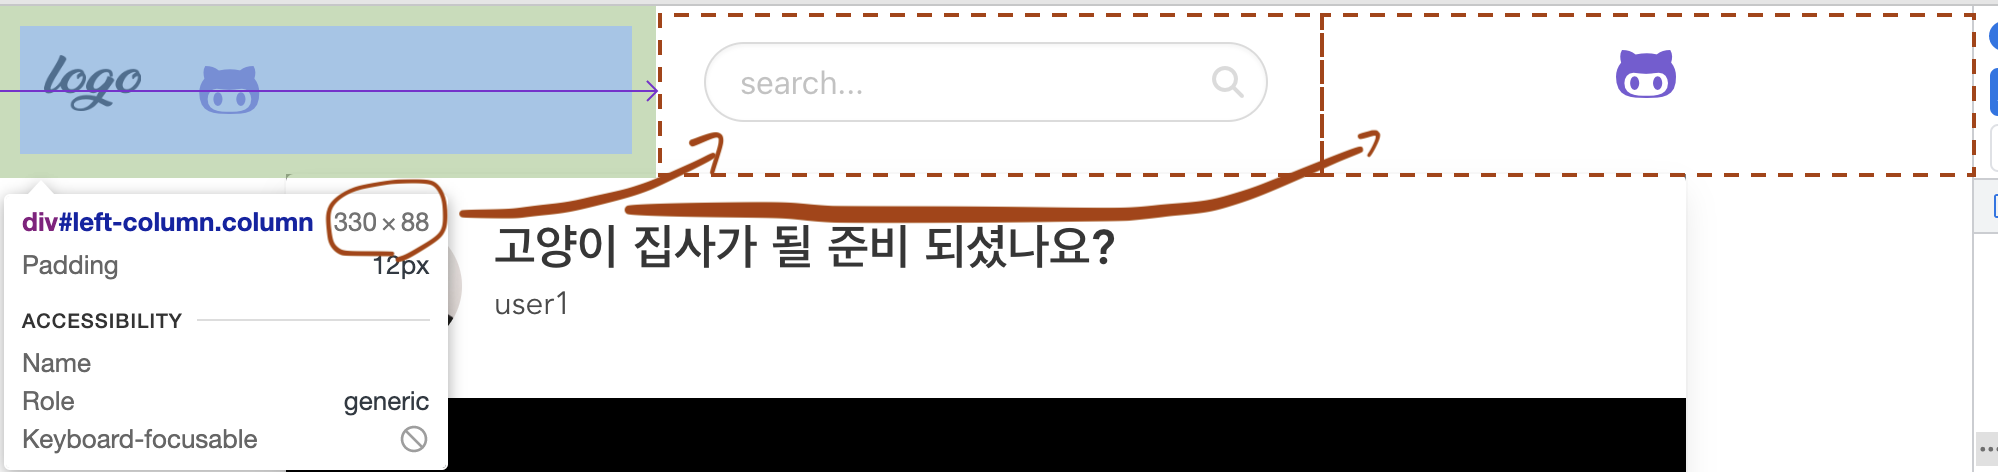 logo
search...
div#left-column.column 330 × 88
Padding 12px
ACCESSIBILITY
Name
Role generic
Keyboard-focusable
고양이 집사가 될 준비 되셨나요?
user1